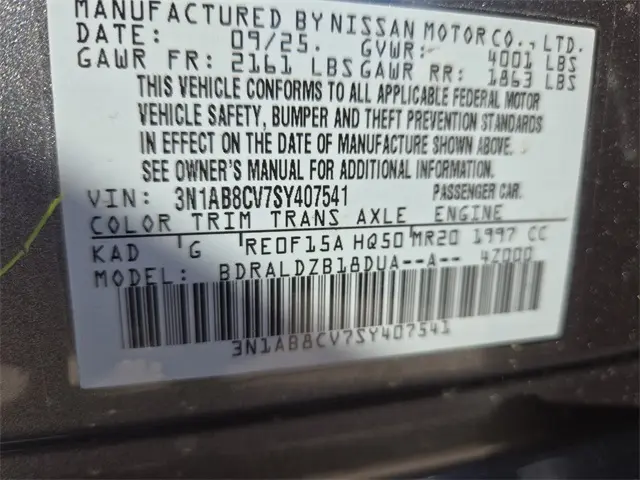 MANUFACTURED BY NISSAN MOTOR CO., LTD.
DATE: 09/25. GVWR: 4001 LBS
GAWR FR: 2161 LBS GAWR RR: 1863 LBS
THIS VEHICLE CONFORMS TO ALL APPLICABLE FEDERAL MOTOR
VEHICLE SAFETY, BUMPER AND THEFT PREVENTION STANDARDS
IN EFFECT ON THE DATE OF MANUFACTURE SHOWN ABOVE.
SEE OWNER'S MANUAL FOR ADDITIONAL INFORMATION.
VIN: 3N1AB8CV7SY407541 PASSENGER CAR.
COLOR TRIM TRANS AXLE ENGINE
KAD G RE0F15A HQ50 MR20 1997 CC
MODEL: BDRALDZB18DUA--A-- 4Z000
3N1AB8CV7SY407541